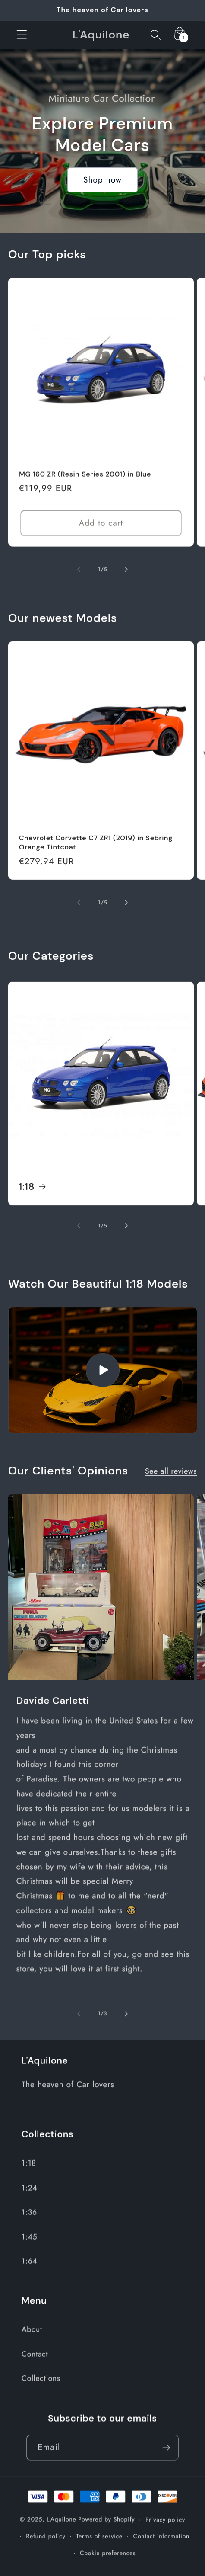 The heaven of Car lovers
L'Aquilone
1
Miniature Car Collection
Explore Premium
Model Cars
Shop now
Our Top picks
MG 160 ZR (Resin Series 2001) in Blue
€119,99 EUR
Add to cart
1/5
Our newest Models
Chevrolet Corvette C7 ZR1 (2019) in Sebring
Orange Tintcoat
€279,94 EUR
1/5
Our Categories
1:18 →
1/5
Watch Our Beautiful 1:18 Models
Our Clients' Opinions
See all reviews
Schuco
PUMA
DUNE BUGGY
Davide Carletti
I have been living in the United States for a few
years
and almost by chance during the Christmas
holidays I found this corner
of Paradise. The owners are two people who
have dedicated their entire
lives to this passion and for us modelers it is a
place in which to get
lost and spend hours choosing which new gift
we can give ourselves.Thanks to these gifts
chosen by my wife with their advice, this
Christmas will be special.Merry
Christmas 🎁 to me and to all the "nerd"
collectors and model makers 🎅
who will never stop being lovers of the past
and why not even a little
bit like children.For all of you, go and see this
store, you will love it at first sight.
1/3
L'Aquilone
The heaven of Car lovers
Collections
1:18
1:24
1:36
1:45
1:64
Menu
About
Contact
Collections
Subscribe to our emails
Email
VISA
PayPal
DISCOVER
© 2025, L'Aquilone Powered by Shopify · Privacy policy
· Refund policy · Terms of service · Contact information
· Cookie preferences